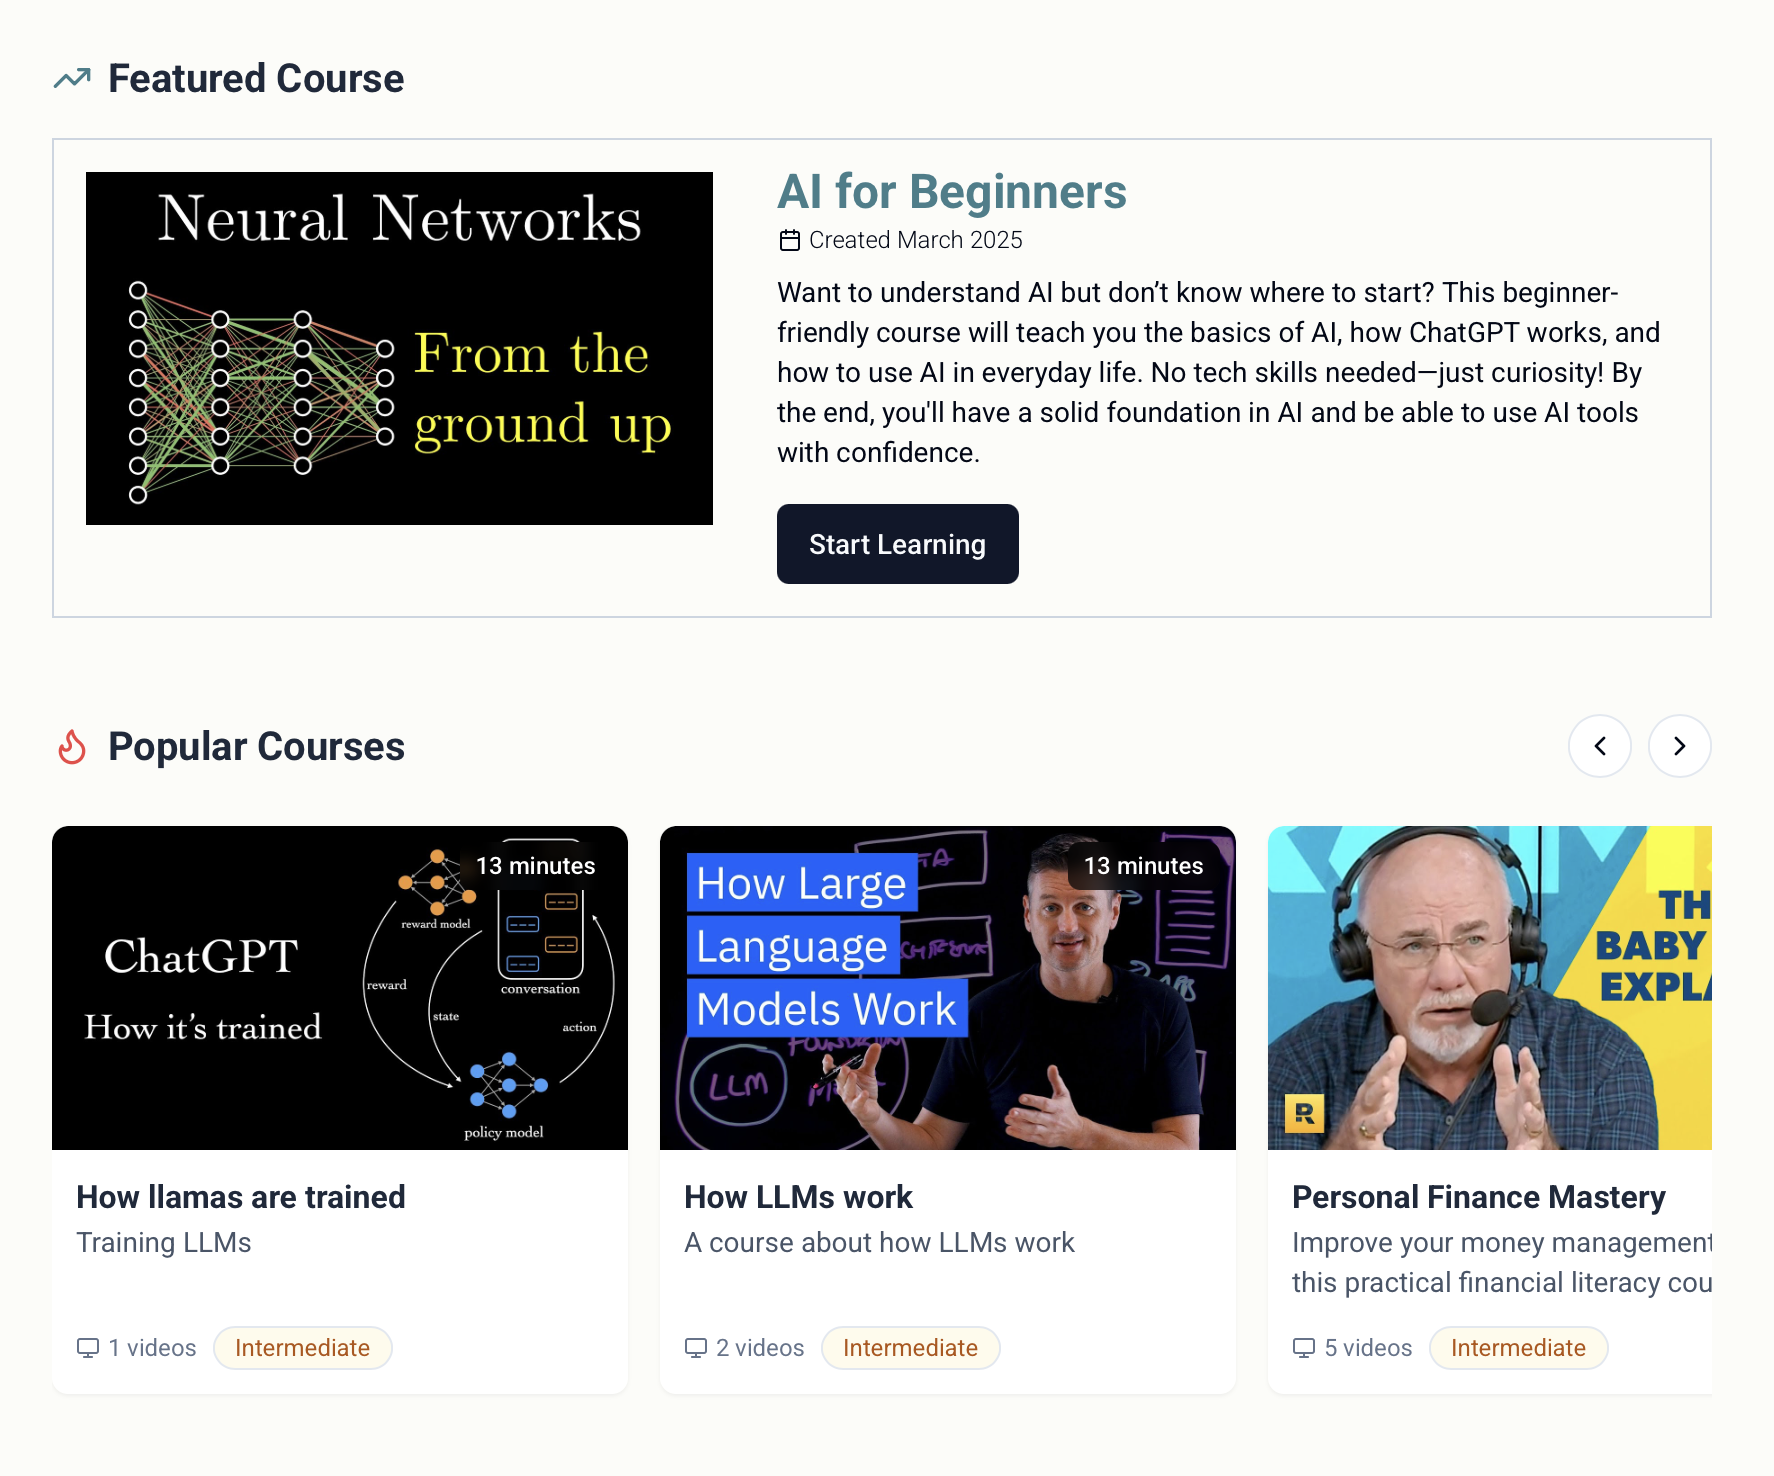 Featured Course
Neural Networks
From the
ground up
AI for Beginners
Created March 2025
Want to understand AI but don’t know where to start? This beginner-
friendly course will teach you the basics of AI, how ChatGPT works, and
how to use AI in everyday life. No tech skills needed—just curiosity! By
the end, you'll have a solid foundation in AI and be able to use AI tools
with confidence.
Start Learning
Popular Courses
13 minutes
reward model
ChatGPT
How it’s trained
reward
conversation
state
action
policy model
How llamas are trained
Training LLMs
1 videos
Intermediate
13 minutes
How Large
Language
Models Work
LLM
How LLMs work
A course about how LLMs work
2 videos
Intermediate
TH
BABY
EXPLA
R
Personal Finance Mastery
Improve your money management
this practical financial literacy cou
5 videos
Intermediate